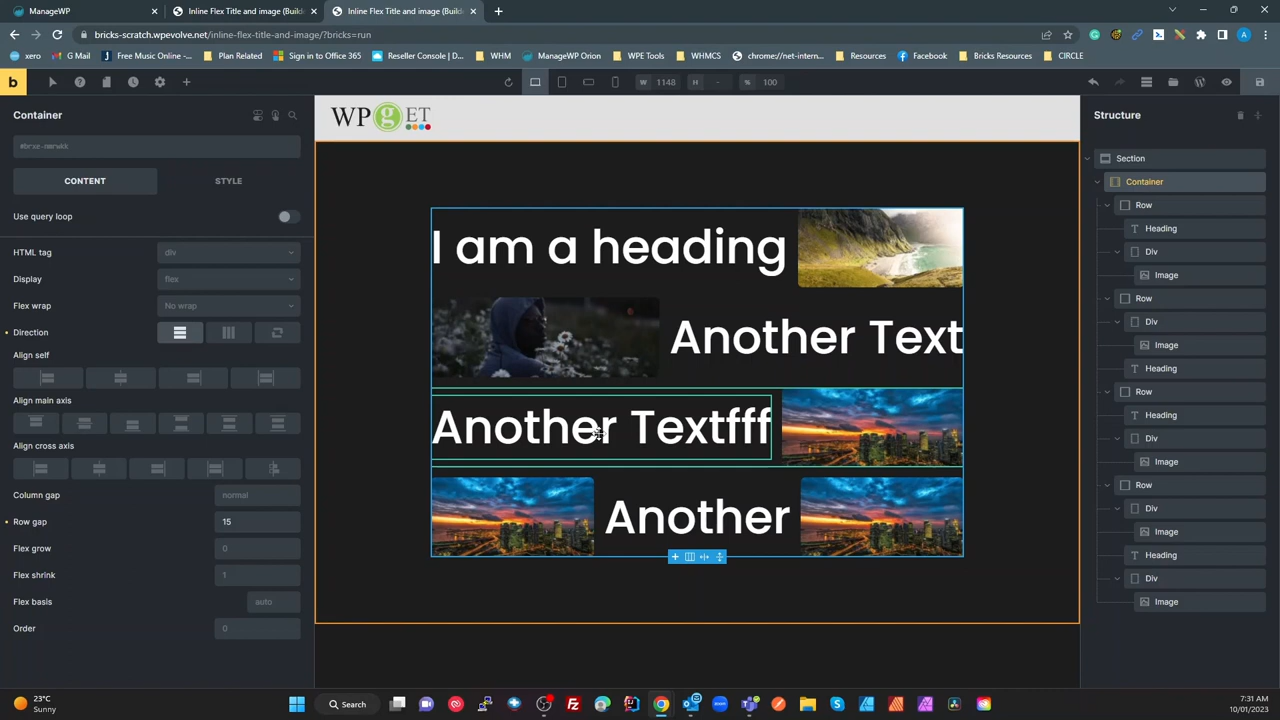 ManageWP
Inline Flex Title and image (Builde
Inline Flex Title and image (Builde
bricks-scratch.wpevolve.net/inline-flex-title-and-image/?bricks=run
xero
G Mail
Free Music Online -...
Plan Related
Sign in to Office 365
Reseller Console | D...
WHM
ManageWP Orion
WPF Tools
WHMCS
chrome://net-intern...
Resources
Facebook
Bricks Resources
CIRCLE
b
W 1148 H - % 100
Container
#brxe-nmrwkk
CONTENT
STYLE
Use query loop
HTML tag
div
Display
flex
Flex wrap
No wrap
Direction
Align self
Align main axis
Align cross axis
Column gap
normal
Row gap
15
Flex grow
0
Flex shrink
1
Flex basis
auto
Order
0
WP g ET
I am a heading
Another Text
Another Textfff
Another
Structure
Section
Container
Row
Heading
Div
Image
Row
Div
Image
Heading
Row
Heading
Div
Image
Row
Div
Image
Heading
Div
Image
23°C
Sunny
Search
7:31 AM
10/01/2023